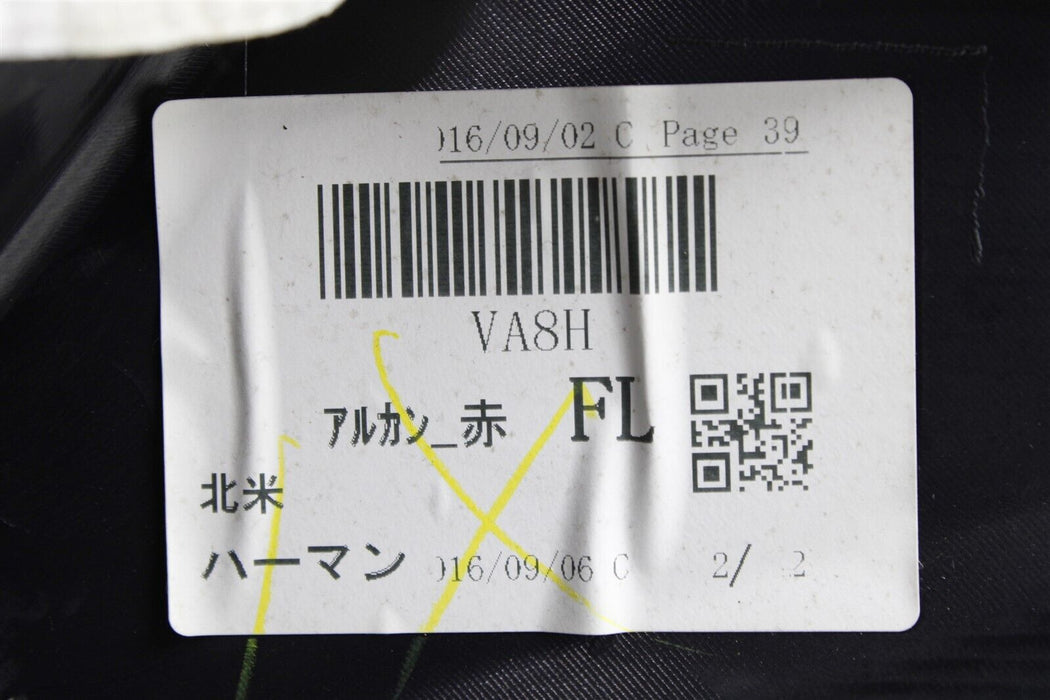 016/09/02 C Page 39
VA8H
アルカン_赤 FL
北米
ハーマン 016/09/06 C 2/ 2